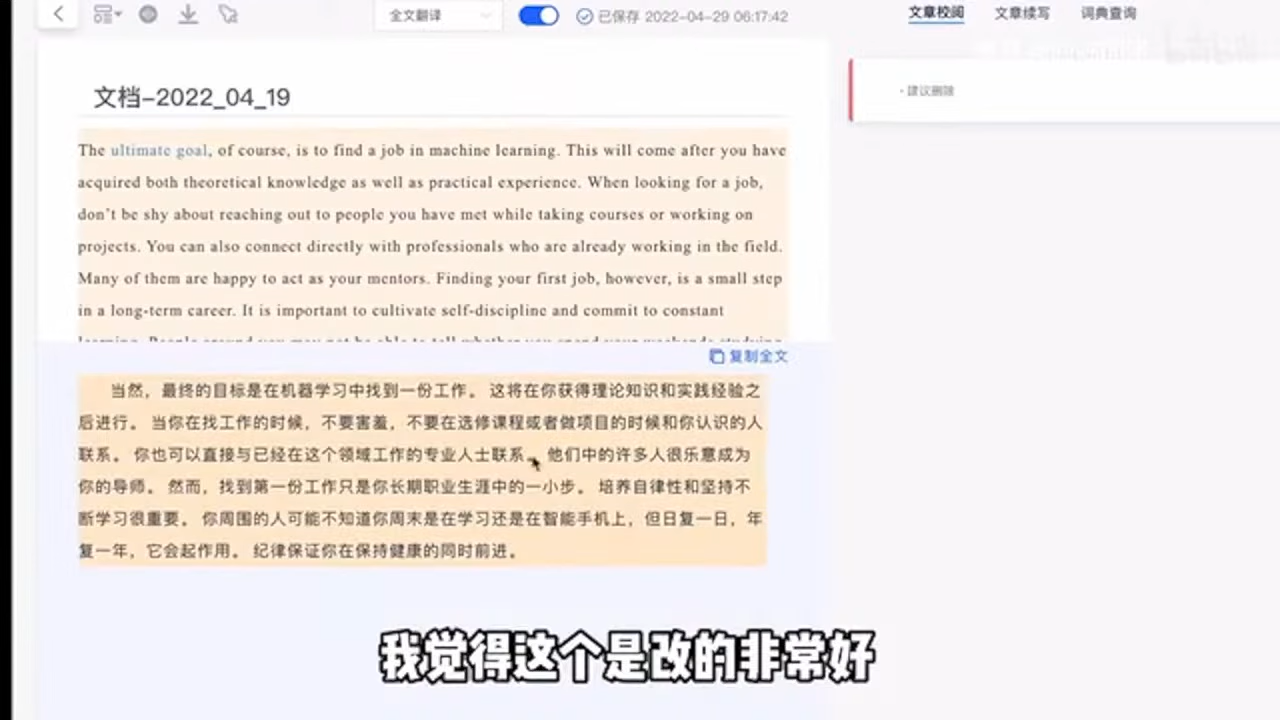 全文翻译
已保存 2022-04-29 06:17:42
文章校阅
文章续写
词典查询
文档-2022_04_19
· 建议删除
The ultimate goal, of course, is to find a job in machine learning. This will come after you have
acquired both theoretical knowledge as well as practical experience. When looking for a job,
don't be shy about reaching out to people you have met while taking courses or working on
projects. You can also connect directly with professionals who are already working in the field.
Many of them are happy to act as your mentors. Finding your first job, however, is a small step
in a long-term career. It is important to cultivate self-discipline and commit to constant
learning. People around you may not be able to tell whether you spend your weekends studying
复制全文
当然，最终的目标是在机器学习中找到一份工作。 这将在你获得理论知识和实践经验之
后进行。 当你在找工作的时候，不要害羞，不要在选修课程或者做项目的时候和你认识的人
联系。 你也可以直接与已经在这个领域工作的专业人士联系。 他们中的许多人很乐意成为
你的导师。 然而，找到第一份工作只是你长期职业生涯中的一小步。 培养自律性和坚持不
断学习很重要。 你周围的人可能不知道你周末是在学习还是在智能手机上，但日复一日，年
复一年，它会起作用。 纪律保证你在保持健康的同时前进。
我觉得这个是改的非常好